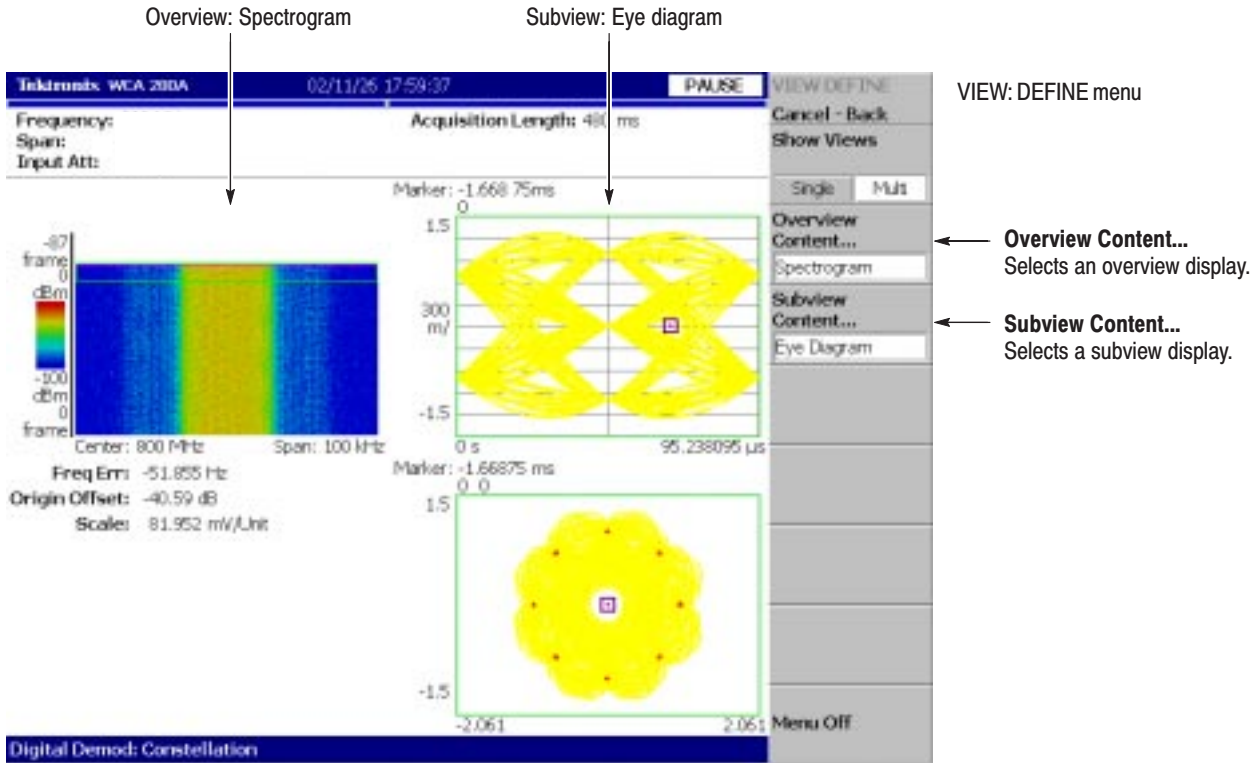 Overview: Spectrogram
Subview: Eye diagram
Tektronix WCA 200A
02/11/26 17:59:37
PAUSE
VIEW DEFINE
VIEW: DEFINE menu
Frequency:
Span:
Input Att:
Acquisition Length: 480 ms
Cancel - Back
Show Views
Single
Multi
Overview
Content...
Spectrogram
Overview Content...
Selects an overview display.
Subview
Content...
Eye Diagram
Subview Content...
Selects a subview display.
Marker: -1.668 75ms
0
1.5
300
m/
-1.5
0 s
95.238095 µs
-87
frame
0
dBm
-100
dBm
0
frame
Center: 800 MHz
Span: 100 kHz
Freq Err: -51.855 Hz
Origin Offset: -40.59 dB
Scale: 81.952 mV/Unit
Marker: -1.66875 ms
0 0
1.5
-1.5
-2.061
2.061
Menu Off
Digital Demod: Constellation